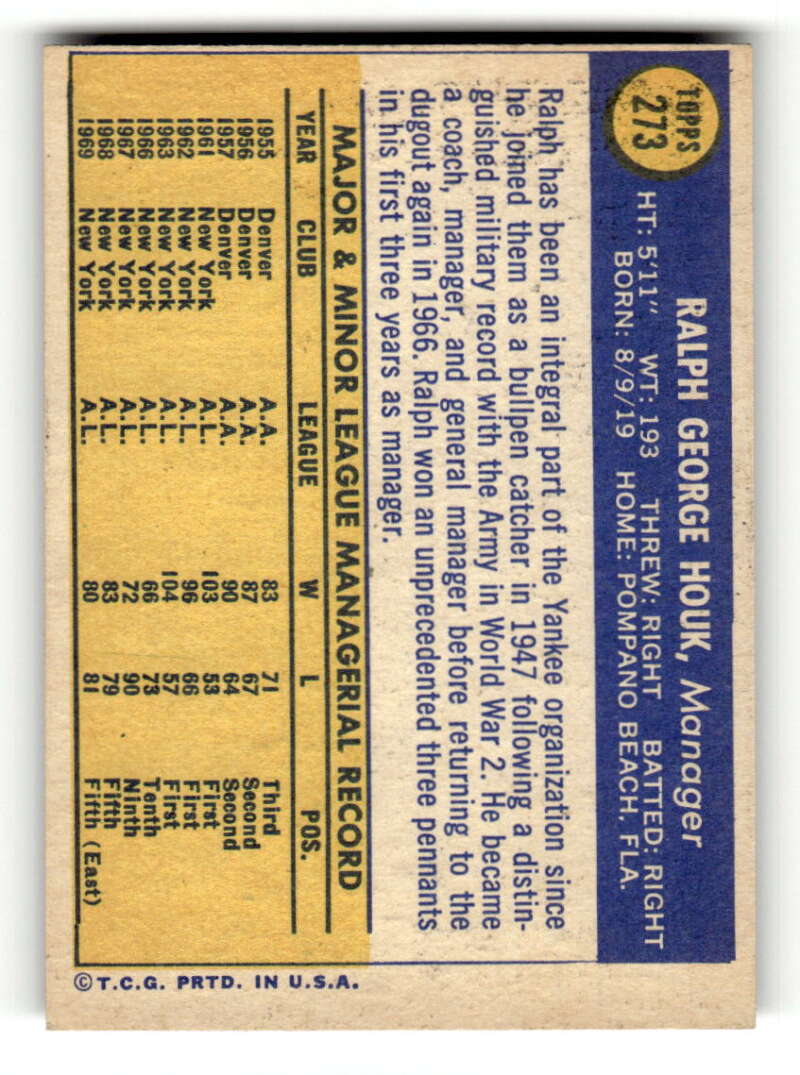 TOPPS
273
RALPH GEORGE HOUK, Manager
HT: 5'11" WT: 193 THREW: RIGHT BATTED: RIGHT
BORN: 8/9/19 HOME: POMPANO BEACH, FLA.
Ralph has been an integral part of the Yankee organization since
he joined them as a bullpen catcher in 1947 following a distin-
guished military record with the Army in World War 2. He became
a coach, manager, and general manager before returning to the
dugout again in 1966. Ralph won an unprecedented three pennants
in his first three years as manager.
MAJOR & MINOR LEAGUE MANAGERIAL RECORD
YEAR CLUB LEAGUE W L POS.
1955 Denver A.A. 83 71 Third
1956 Denver A.A. 87 67 Second
1957 Denver A.A. 90 64 Second
1961 New York A.L. 103 53 First
1962 New York A.L. 96 66 First
1963 New York A.L. 104 57 First
1966 New York A.L. 66 73 Tenth
1967 New York A.L. 72 90 Ninth
1968 New York A.L. 83 79 Fifth
1969 New York A.L. 80 81 Fifth (East)
© T.C.G. PRTD. IN U.S.A.